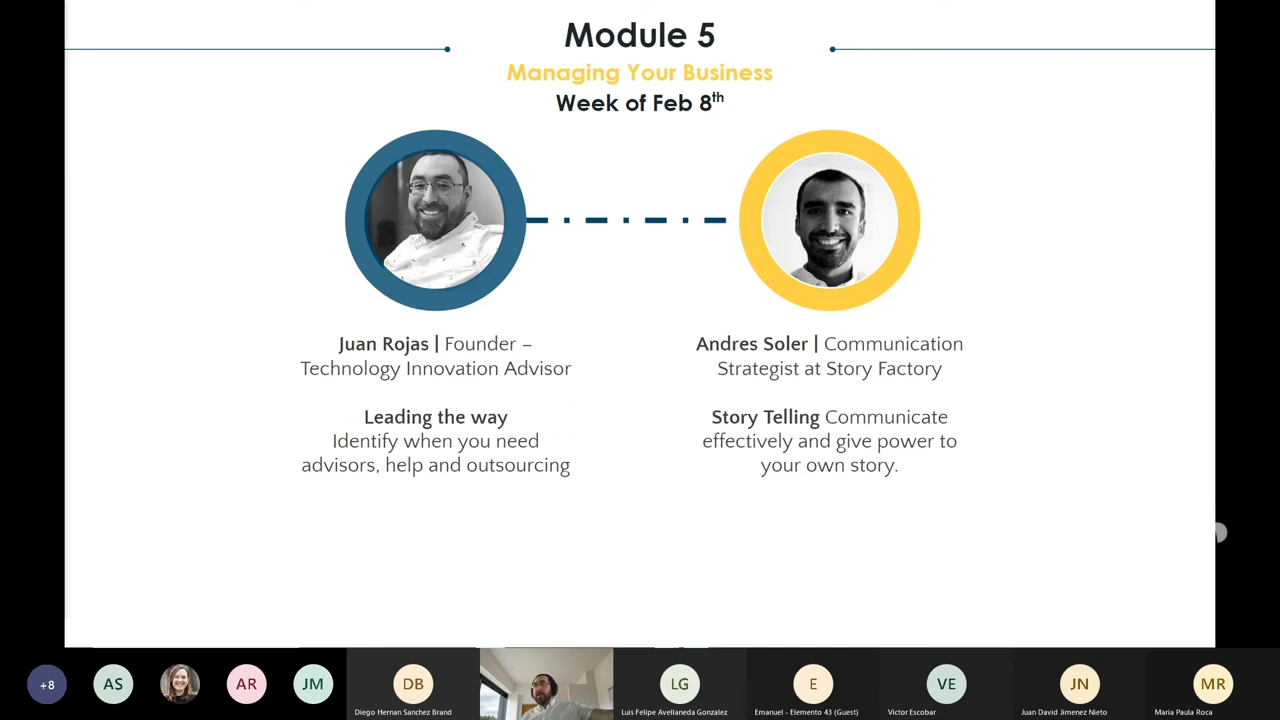 Module 5
Managing Your Business
Week of Feb 8th
Juan Rojas | Founder –
Technology Innovation Advisor
Leading the way
Identify when you need
advisors, help and outsourcing
Andres Soler | Communication
Strategist at Story Factory
Story Telling Communicate
effectively and give power to
your own story.
+8
AS
AR
JM
DB
Diego Hernan Sanchez Brand
LG
Luis Felipe Avellaneda Gonzalez
E
Emanuel - Elemento 43 (Guest)
VE
Victor Escobar
JN
Juan David Jimenez Nieto
MR
Maria Paula Roca